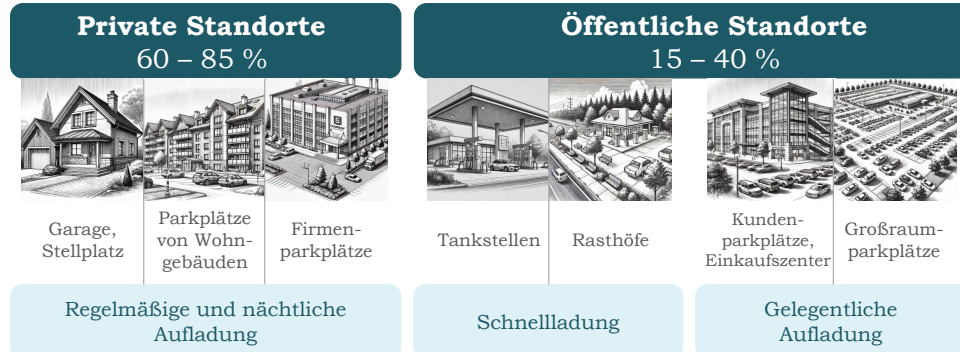 Private Standorte
60 – 85 %
Öffentliche Standorte
15 – 40 %
Garage,
Stellplatz
Parkplätze
von Wohn-
gebäuden
Firmen-
parkplätze
Tankstellen
Rasthöfe
Kunden-
parkplätze,
Einkaufszenter
Großraum-
parkplätze
Regelmäßige und nächtliche
Aufladung
Schnellladung
Gelegentliche
Aufladung